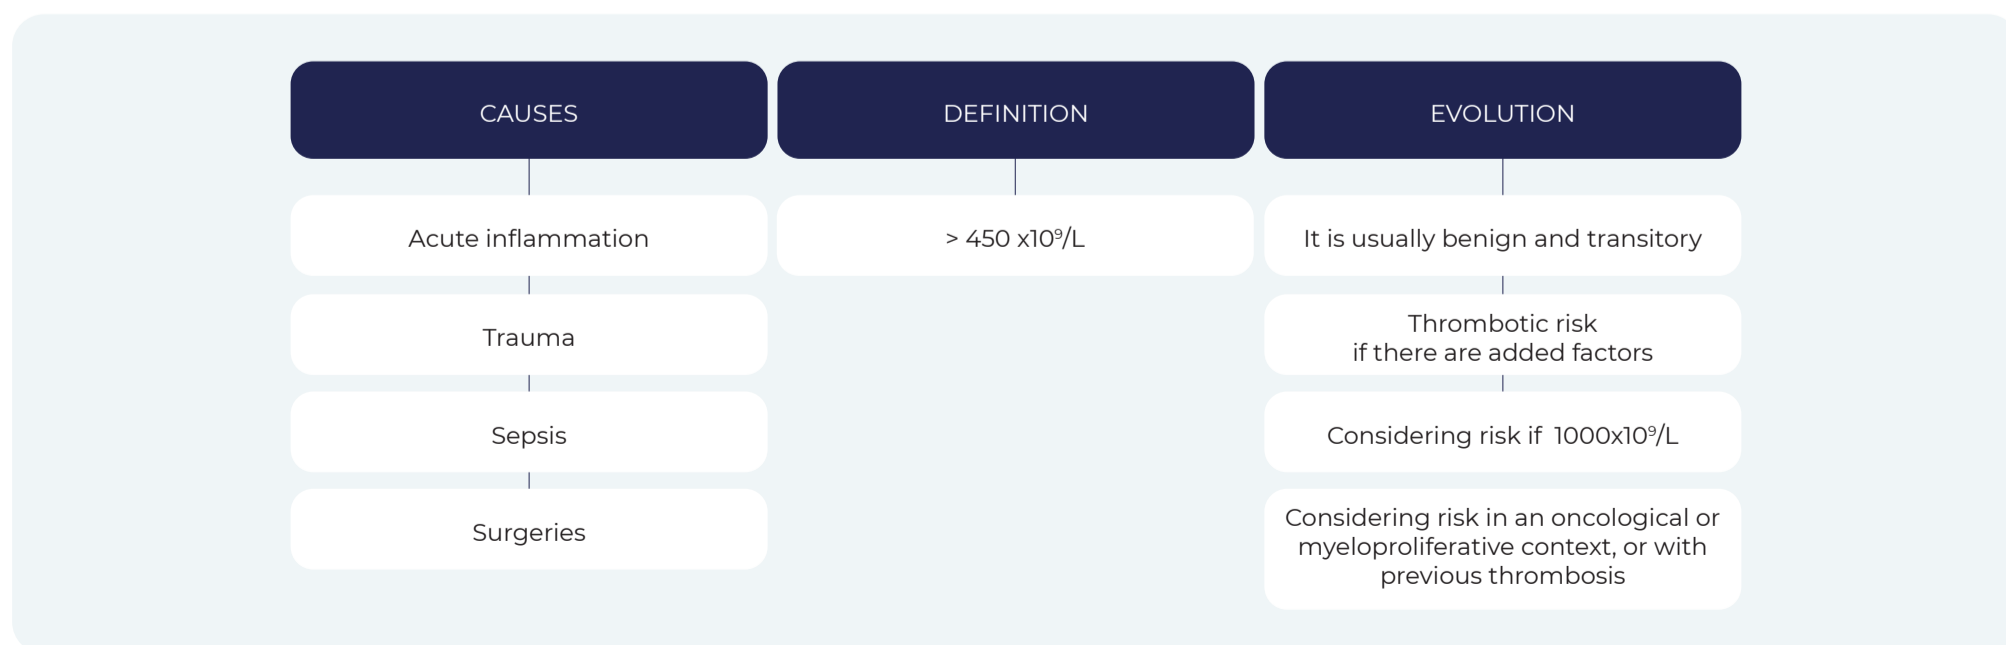 CAUSES
Acute inflammation
Trauma
Sepsis
Surgeries
DEFINITION
> 450 x10⁹/L
EVOLUTION
It is usually benign and transitory
Thrombotic risk
if there are added factors
Considering risk if  1000x10⁹/L
Considering risk in an oncological or
myeloproliferative context, or with
previous thrombosis